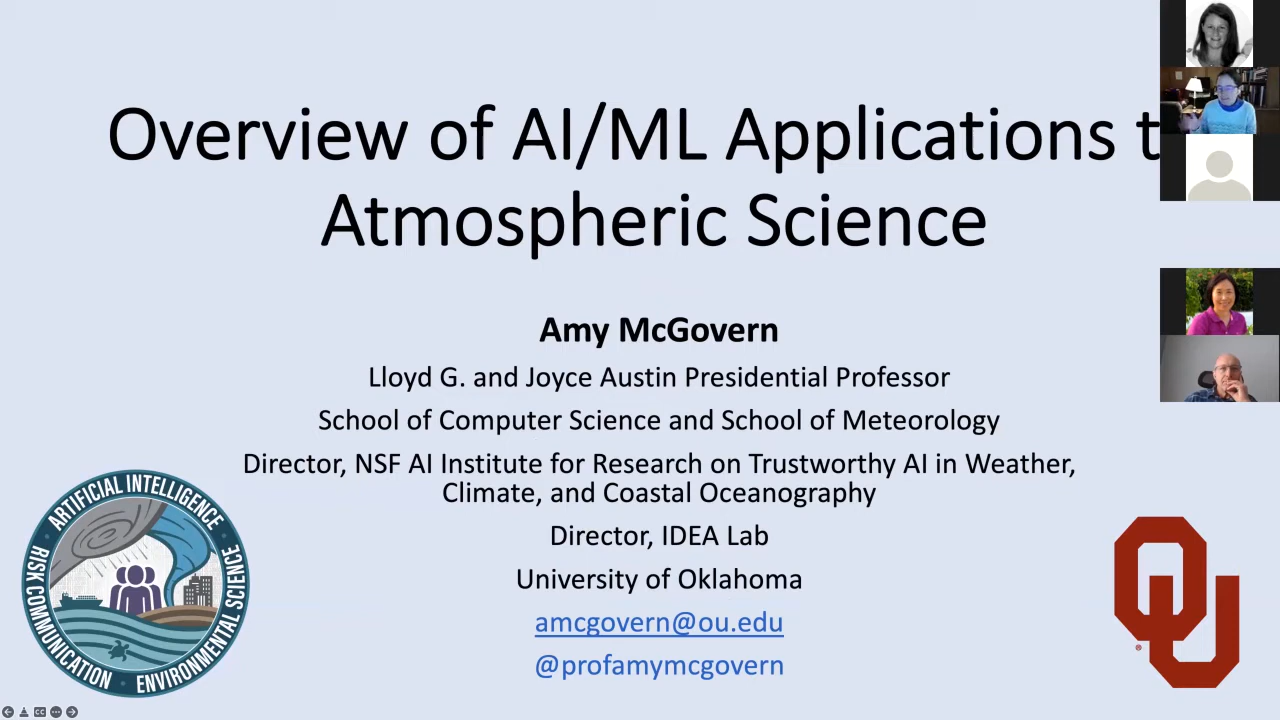 Overview of AI/ML Applications t
Atmospheric Science
Amy McGovern
Lloyd G. and Joyce Austin Presidential Professor
School of Computer Science and School of Meteorology
Director, NSF AI Institute for Research on Trustworthy AI in Weather,
Climate, and Coastal Oceanography
Director, IDEA Lab
University of Oklahoma
amcgovern@ou.edu
@profamymcgovern
ARTIFICIAL INTELLIGENCE
RISK COMMUNICATION
ENVIRONMENTAL SCIENCE
OU
®
CC